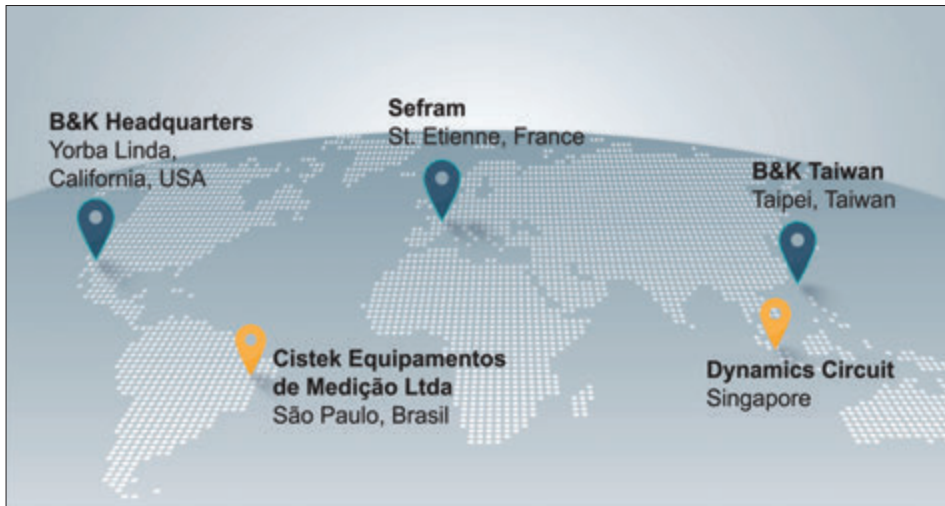 B&K Headquarters
Yorba Linda,
California, USA
Sefram
St. Etienne, France
B&K Taiwan
Taipei, Taiwan
Cistek Equipamentos
de Medição Ltda
São Paulo, Brasil
Dynamics Circuit
Singapore